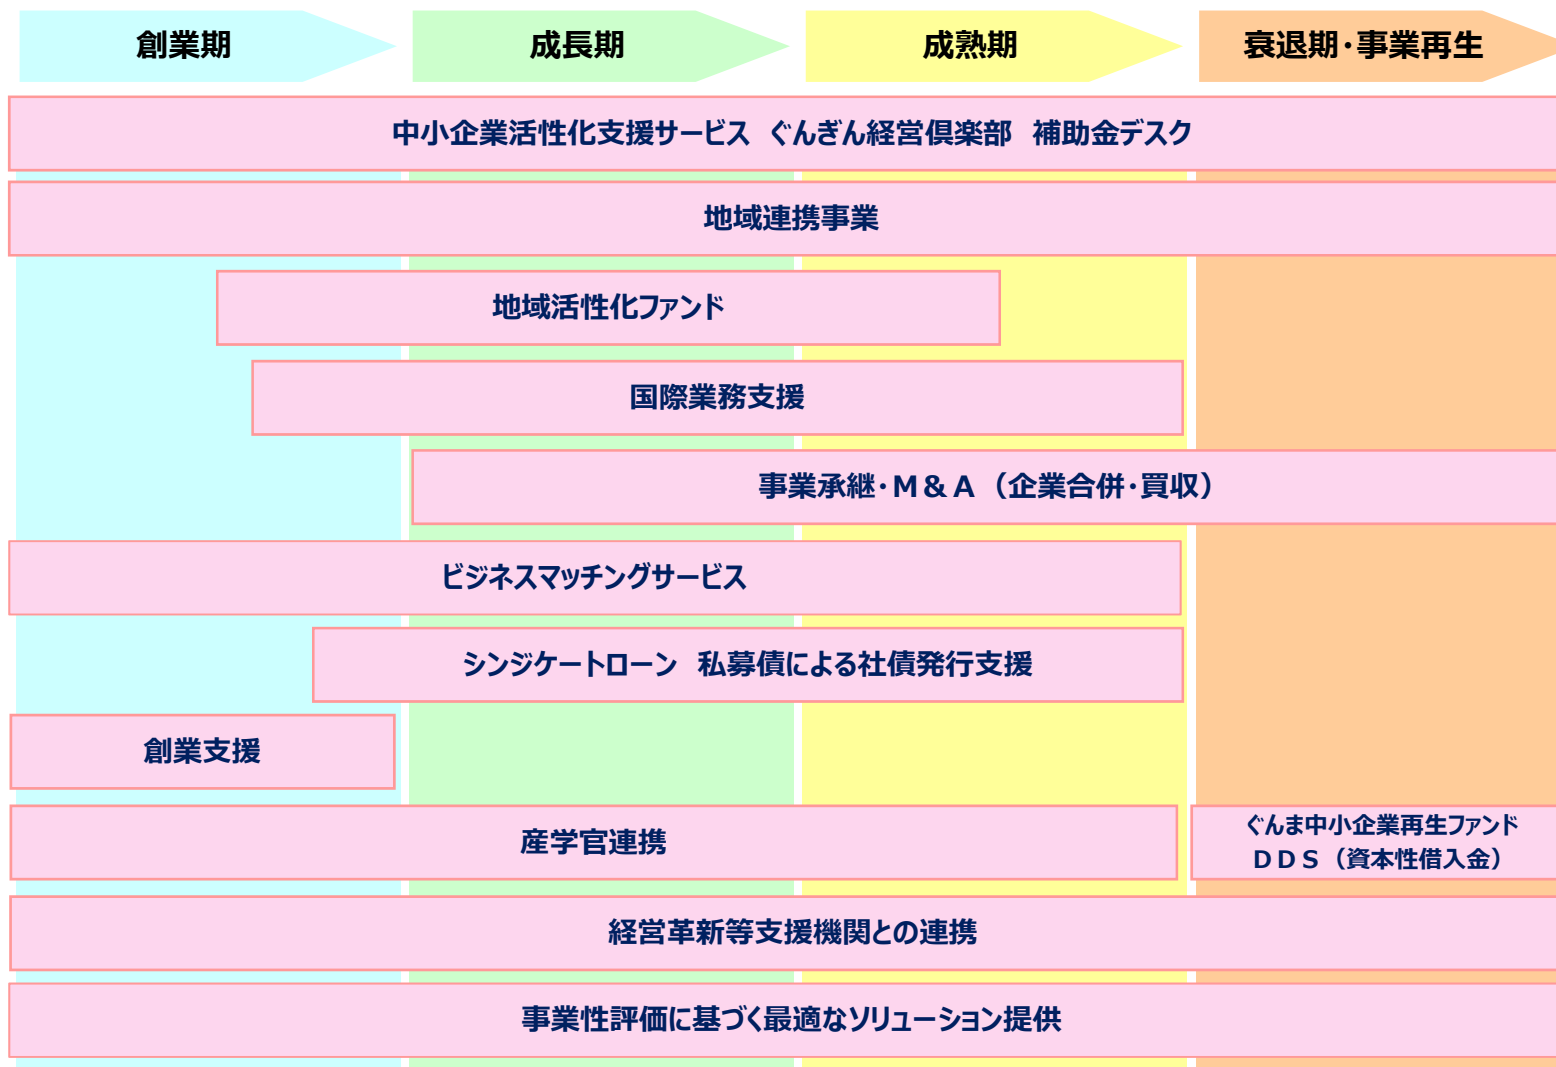 創業期
成長期
成熟期
衰退期・事業再生
中小企業活性化支援サービス　ぐんぎん経営倶楽部　補助金デスク
地域連携事業
地域活性化ファンド
国際業務支援
事業承継・Ｍ＆Ａ（企業合併・買収）
ビジネスマッチングサービス
シンジケートローン　私募債による社債発行支援
創業支援
産学官連携
ぐんま中小企業再生ファンド
ＤＤＳ（資本性借入金）
経営革新等支援機関との連携
事業性評価に基づく最適なソリューション提供